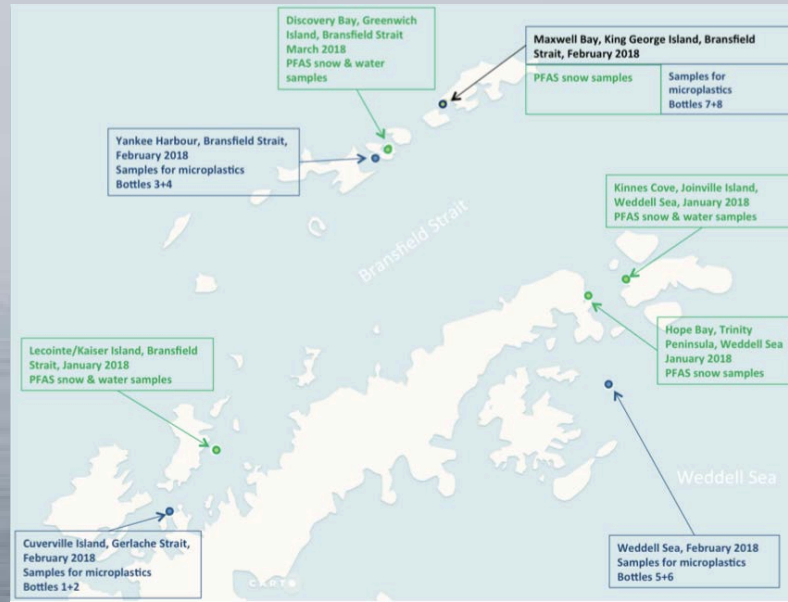 Discovery Bay, Greenwich
Island, Bransfield Strait
March 2018
PFAS snow & water
samples
Maxwell Bay, King George Island, Bransfield
Strait, February 2018
PFAS snow samples
Samples for
microplastics
Bottles 7+8
Yankee Harbour, Bransfield Strait,
February 2018
Samples for microplastics
Bottles 3+4
Kinnes Cove, Joinville Island,
Weddell Sea, January 2018
PFAS snow & water samples
Bransfield Strait
Hope Bay, Trinity
Peninsula, Weddell Sea
January 2018
PFAS snow samples
Lecointe/Kaiser Island, Bransfield
Strait, January 2018
PFAS snow & water samples
Weddell Sea
Cuverville Island, Gerlache Strait,
February 2018
Samples for microplastics
Bottles 1+2
Weddell Sea, February 2018
Samples for microplastics
Bottles 5+6
CARTO